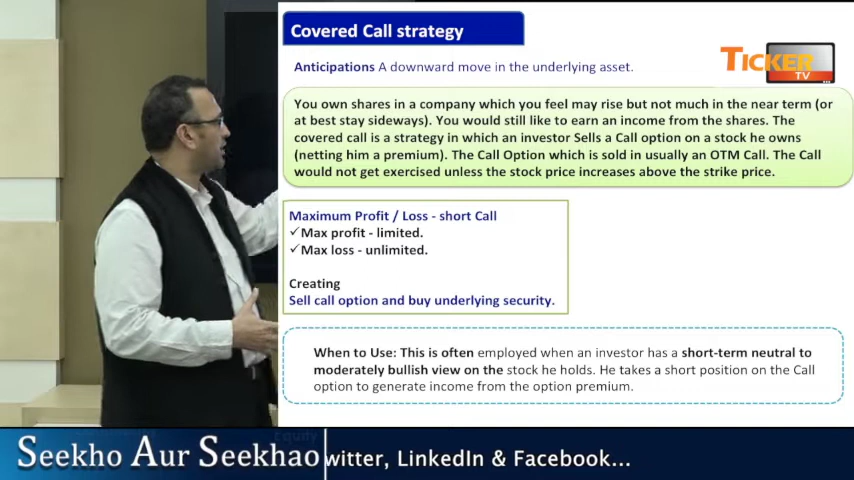 Covered Call strategy
TICKER
TV
Anticipations A downward move in the underlying asset.
You own shares in a company which you feel may rise but not much in the near term (or
at best stay sideways). You would still like to earn an income from the shares. The
covered call is a strategy in which an investor Sells a Call option on a stock he owns
(netting him a premium). The Call Option which is sold in usually an OTM Call. The Call
would not get exercised unless the stock price increases above the strike price.
Maximum Profit / Loss - short Call
✓Max profit - limited.
✓Max loss - unlimited.
Creating
Sell call option and buy underlying security.
When to Use: This is often employed when an investor has a short-term neutral to
moderately bullish view on the stock he holds. He takes a short position on the Call
option to generate income from the option premium.
Equity
Seekho Aur Seekhao
witter, LinkedIn & Facebook...